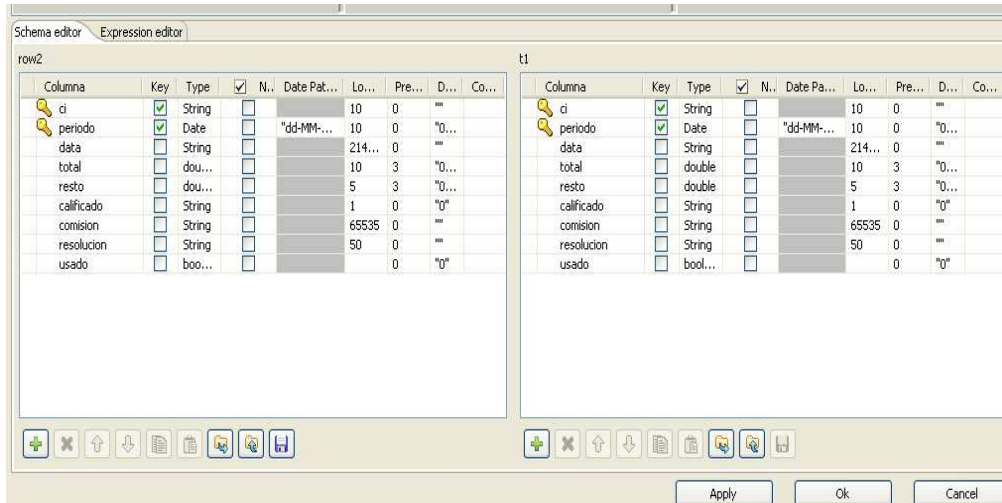 Schema editor Expression editor
row2
Columna Key Type N.. Date Pat... Lo... Pre... D... Co...
ci String 10 0 ""
periodo Date "dd-MM-... 10 0 "0...
data String 214... 0 ""
total dou... 10 3 "0...
resto dou... 5 3 "0...
calificado String 1 0 "0"
comision String 65535 0 ""
resolucion String 50 0 ""
usado boo... 0 "0"
t1
Columna Key Type N.. Date Pa... Lo... Pre... D... Co...
ci String 10 0 ""
periodo Date "dd-MM-... 10 0 "0...
data String 214... 0 ""
total double 10 3 "0...
resto double 5 3 "0...
calificado String 1 0 "0"
comision String 65535 0 ""
resolucion String 50 0 ""
usado bool... 0 "0"
Apply Ok Cancel